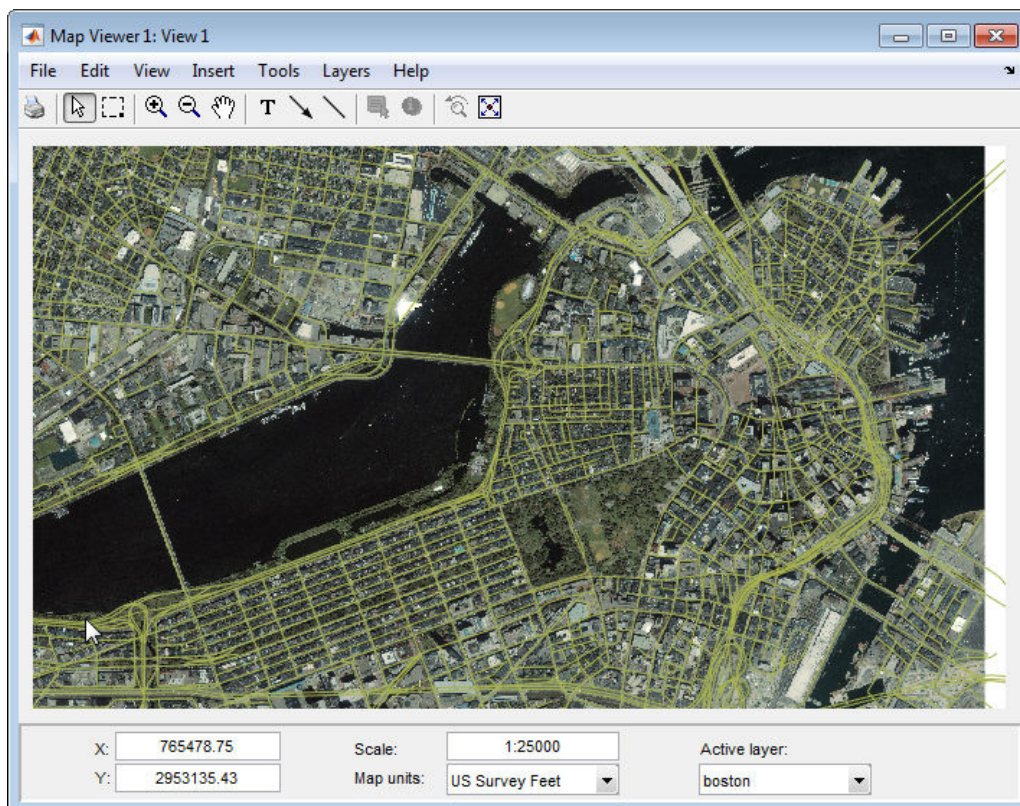 Map Viewer 1: View 1
File Edit View Insert Tools Layers Help
T
X: 765478.75 Scale: 1:25000 Active layer:
Y: 2953135.43 Map units: US Survey Feet boston